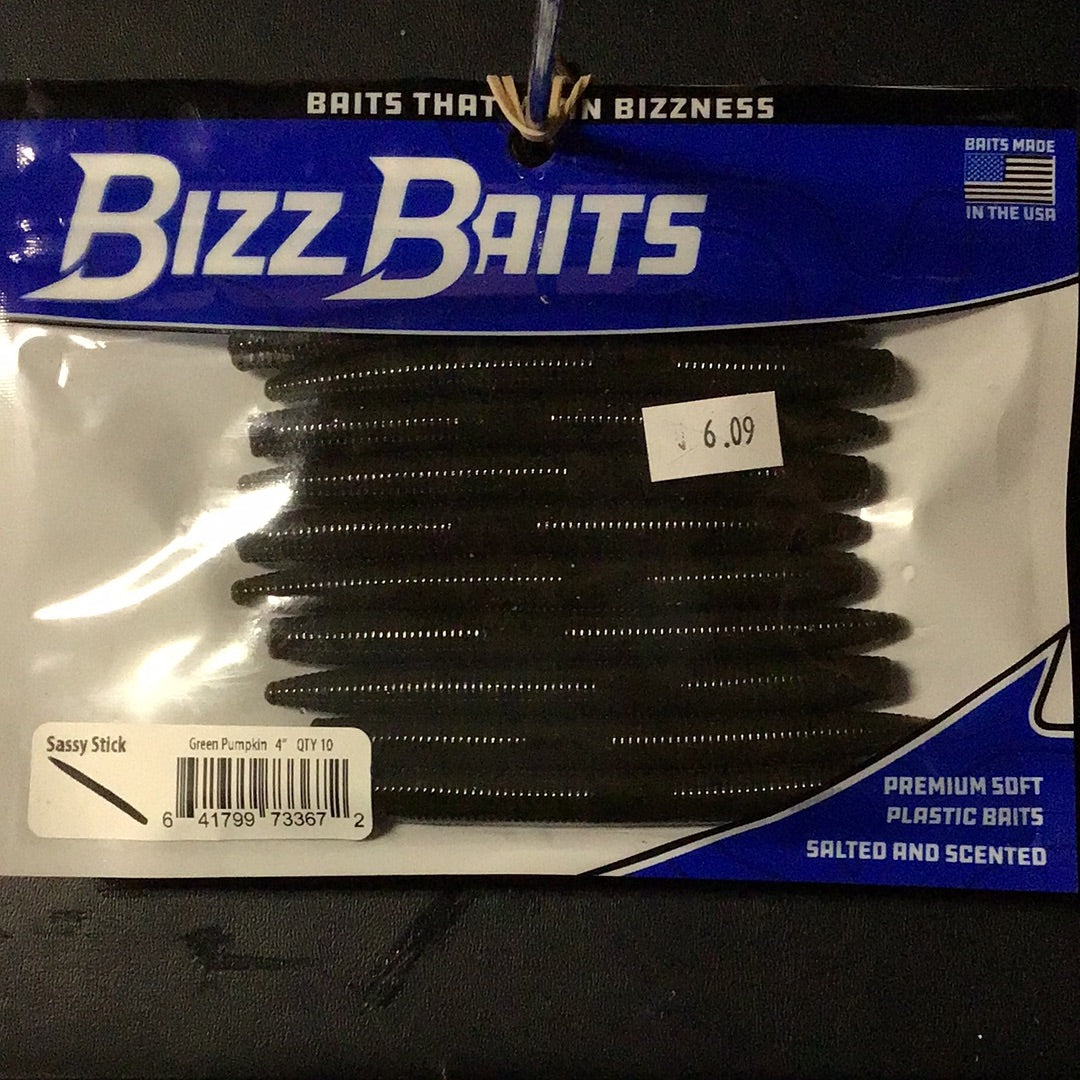 BAITS THAT N BIZZNESS
BIZZ BAITS
BAITS MADE
IN THE USA
6.09
Sassy Stick
Green Pumpkin 4" QTY 10
6 41799 73367 2
PREMIUM SOFT
PLASTIC BAITS
SALTED AND SCENTED